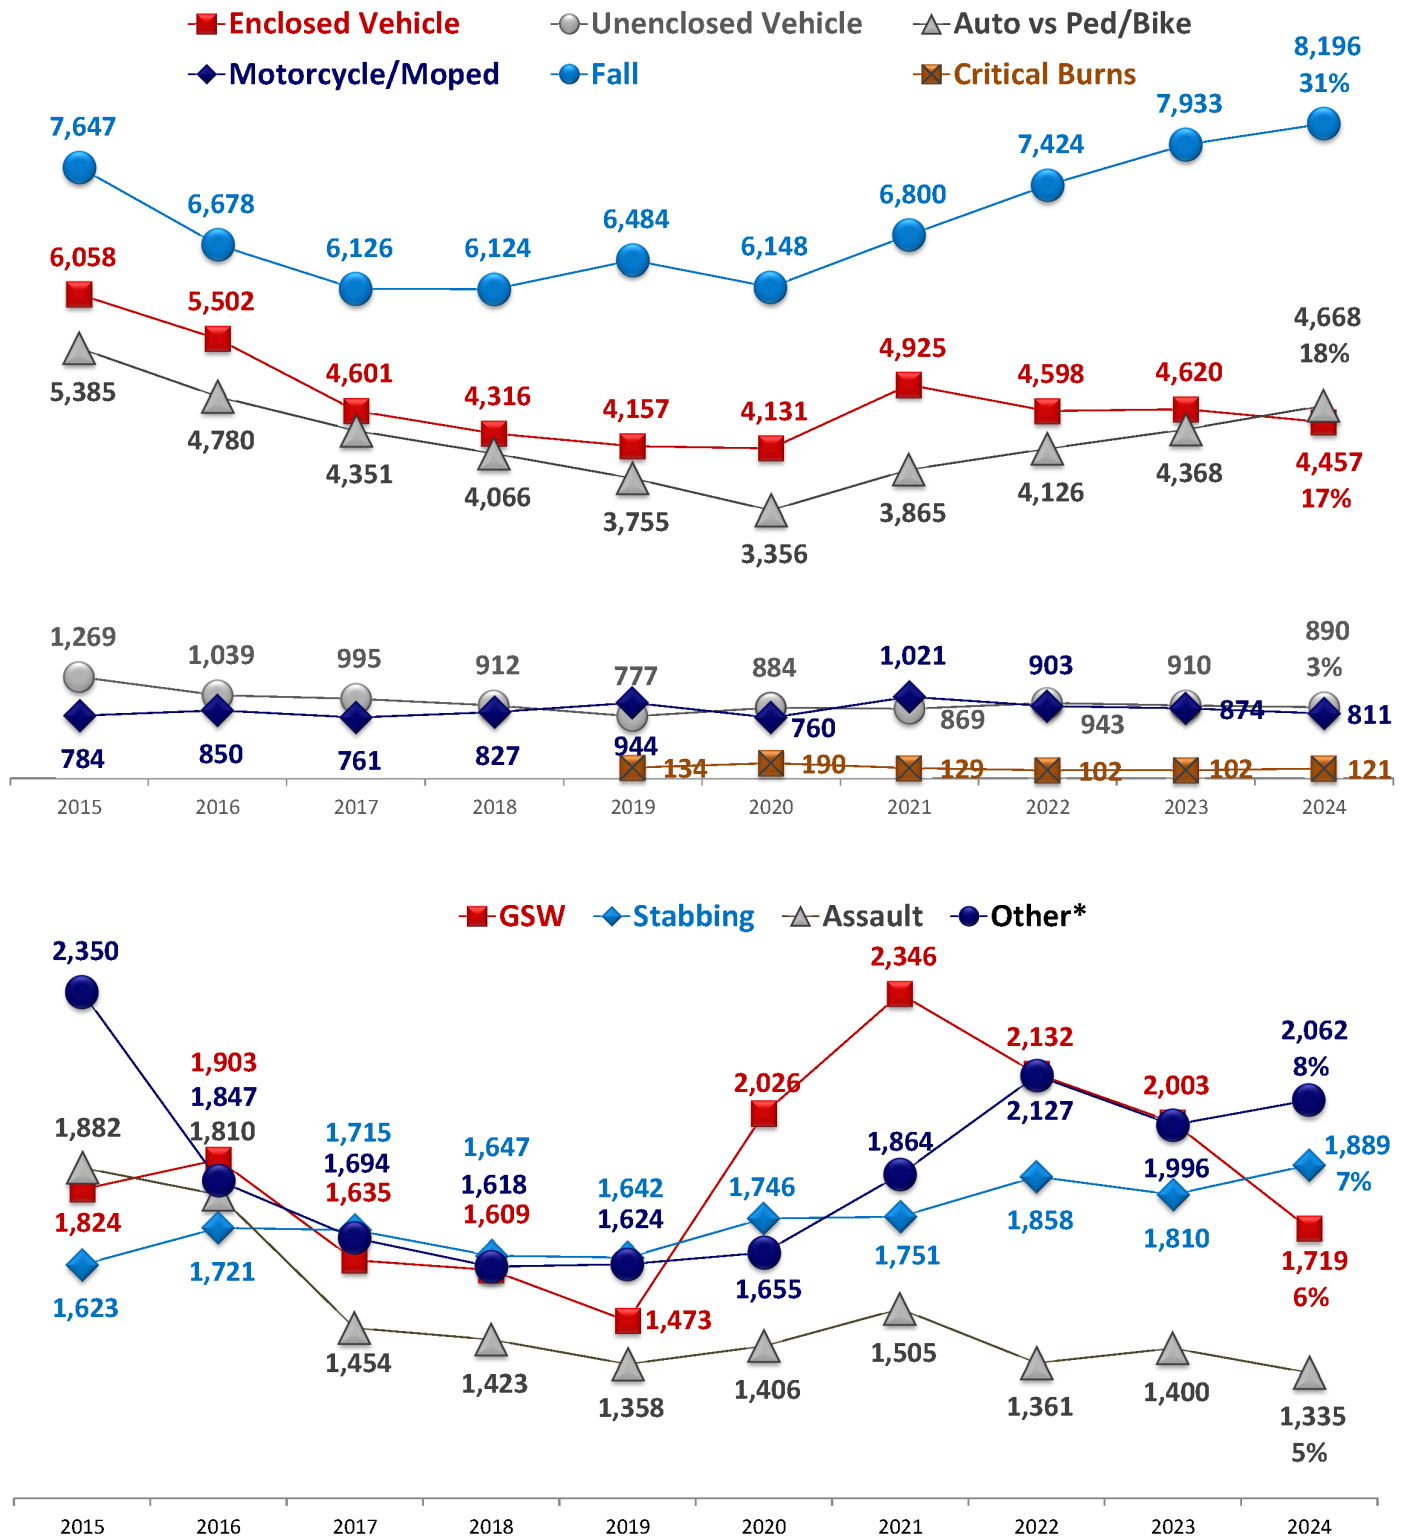 Enclosed Vehicle Unenclosed Vehicle Auto vs Ped/Bike
Motorcycle/Moped Fall Critical Burns
8,196
31%
7,647 6,678 6,126 6,124 6,484 6,148 6,800 7,424 7,933
6,058 5,502 4,601 4,316 4,157 4,131 4,925 4,598 4,620
4,668
18%
5,385 4,780 4,351 4,066 3,755 3,356 3,865 4,126 4,368
4,457
17%
1,269 1,039 995 912 777 884 1,021 903 910
890
3%
784 850 761 827 944 760 869 943 874 811
134 190 129 102 102 121
2015 2016 2017 2018 2019 2020 2021 2022 2023 2024
GSW Stabbing Assault Other*
2,350 2,346
2,132
2,062
8%
1,903 2,026 2,003
1,847
1,882 1,810 1,715 1,647 1,864 2,127
1,694 1,618 1,642 1,746 1,996
1,889
7%
1,824 1,635 1,609 1,624
1,623 1,721 1,655 1,751 1,858 1,810
1,719
6%
1,473
1,454 1,423 1,358 1,406 1,505 1,361 1,400
1,335
5%
2015 2016 2017 2018 2019 2020 2021 2022 2023 2024